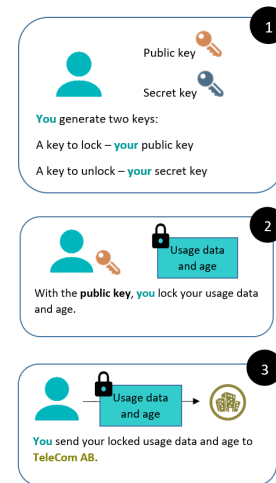 1
Public key
Secret key
You generate two keys:
A key to lock – your public key
A key to unlock – your secret key
2
Usage data
and age
With the public key, you lock your usage data
and age.
3
Usage data
and age
You send your locked usage data and age to
TeleCom AB.